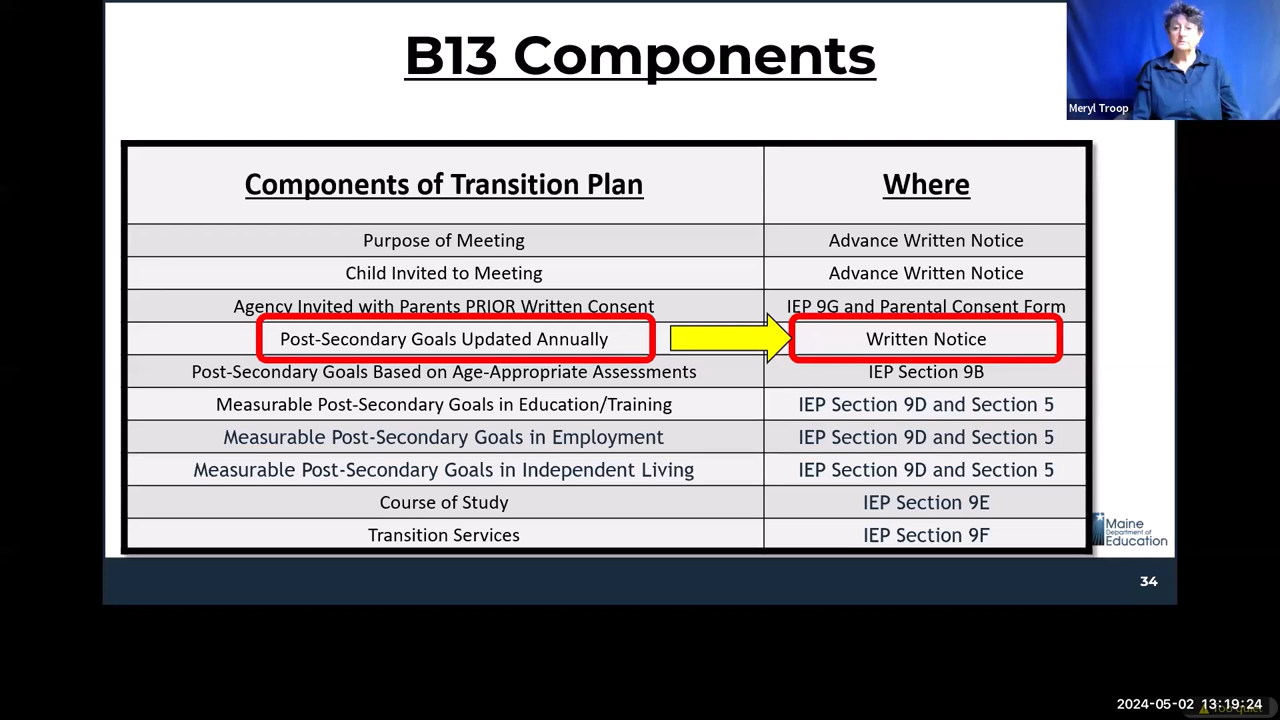 B13 Components
Meryl Troop
Components of Transition Plan Where
Purpose of Meeting Advance Written Notice
Child Invited to Meeting Advance Written Notice
Agency Invited with Parents PRIOR Written Consent IEP 9G and Parental Consent Form
Post-Secondary Goals Updated Annually Written Notice
Post-Secondary Goals Based on Age-Appropriate Assessments IEP Section 9B
Measurable Post-Secondary Goals in Education/Training IEP Section 9D and Section 5
Measurable Post-Secondary Goals in Employment IEP Section 9D and Section 5
Measurable Post-Secondary Goals in Independent Living IEP Section 9D and Section 5
Course of Study IEP Section 9E
Transition Services IEP Section 9F
Maine
Department of
Education
34
2024-05-02 13:19:24